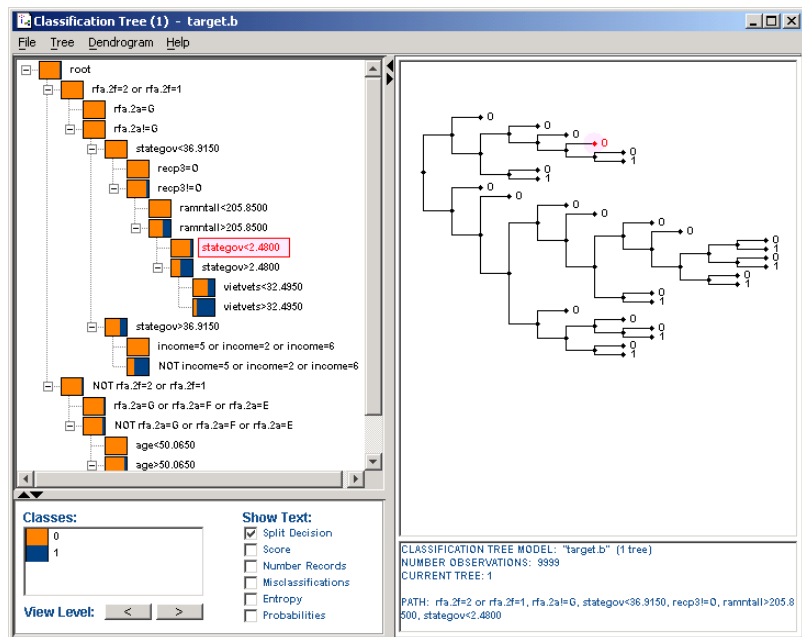 Classification Tree (1) - target.b
File Tree Dendrogram Help
root
rfa.2f=2 or rfa.2f=1
rfa.2a=G
rfa.2a!=G
stategov<36.9150
recp3=0
recp3!=0
ramntall<205.8500
ramntall>205.8500
stategov<2.4800
stategov>2.4800
vietvets<32.4950
vietvets>32.4950
stategov>36.9150
income=5 or income=2 or income=6
NOT income=5 or income=2 or income=6
NOT rfa.2f=2 or rfa.2f=1
rfa.2a=G or rfa.2a=F or rfa.2a=E
NOT rfa.2a=G or rfa.2a=F or rfa.2a=E
age<50.0650
age>50.0650
0
0
0
0
0
1
0
1
0
0
0
0
0
0
1
0
1
0
1
0
1
0
0
0
1
0
1
Classes:
0
1
View Level: < >
Show Text:
Split Decision
Score
Number Records
Misclassifications
Entropy
Probabilities
CLASSIFICATION TREE MODEL: "target.b" (1 tree)
NUMBER OBSERVATIONS: 9999
CURRENT TREE: 1
PATH: rfa.2f=2 or rfa.2f=1, rfa.2a!=G, stategov<36.9150, recp3!=0, ramntall>205.8
500, stategov<2.4800